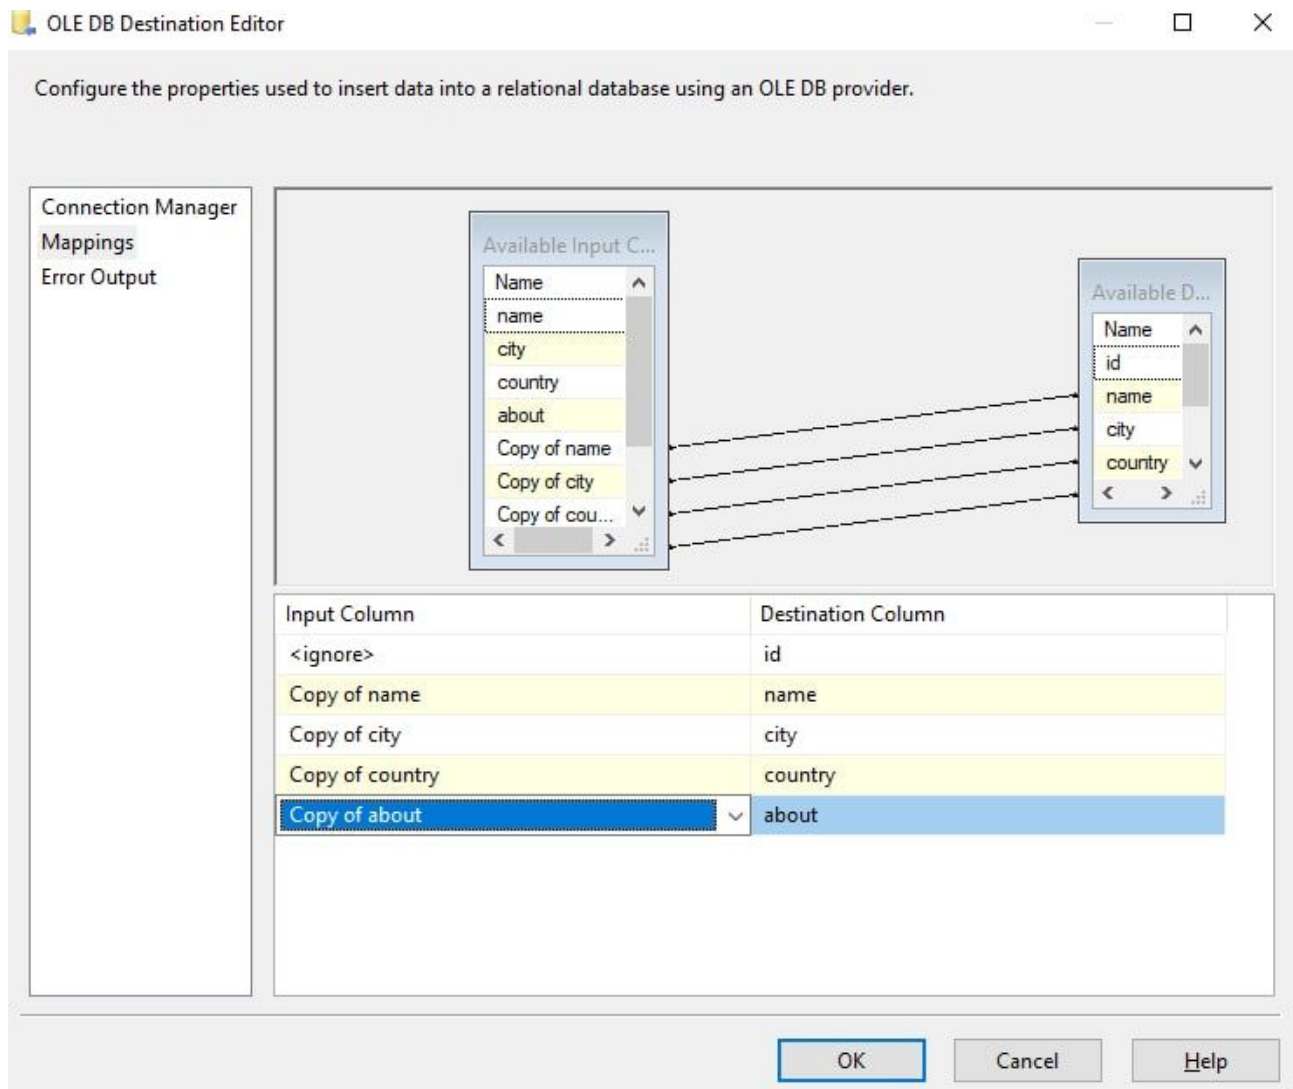 OLE DB Destination Editor
Configure the properties used to insert data into a relational database using an OLE DB provider.
Connection Manager
Mappings
Error Output
Available Input C...
Name
name
city
country
about
Copy of name
Copy of city
Copy of cou...
Available D...
Name
id
name
city
country
Input Column Destination Column
<ignore> id
Copy of name name
Copy of city city
Copy of country country
Copy of about about
OK Cancel Help